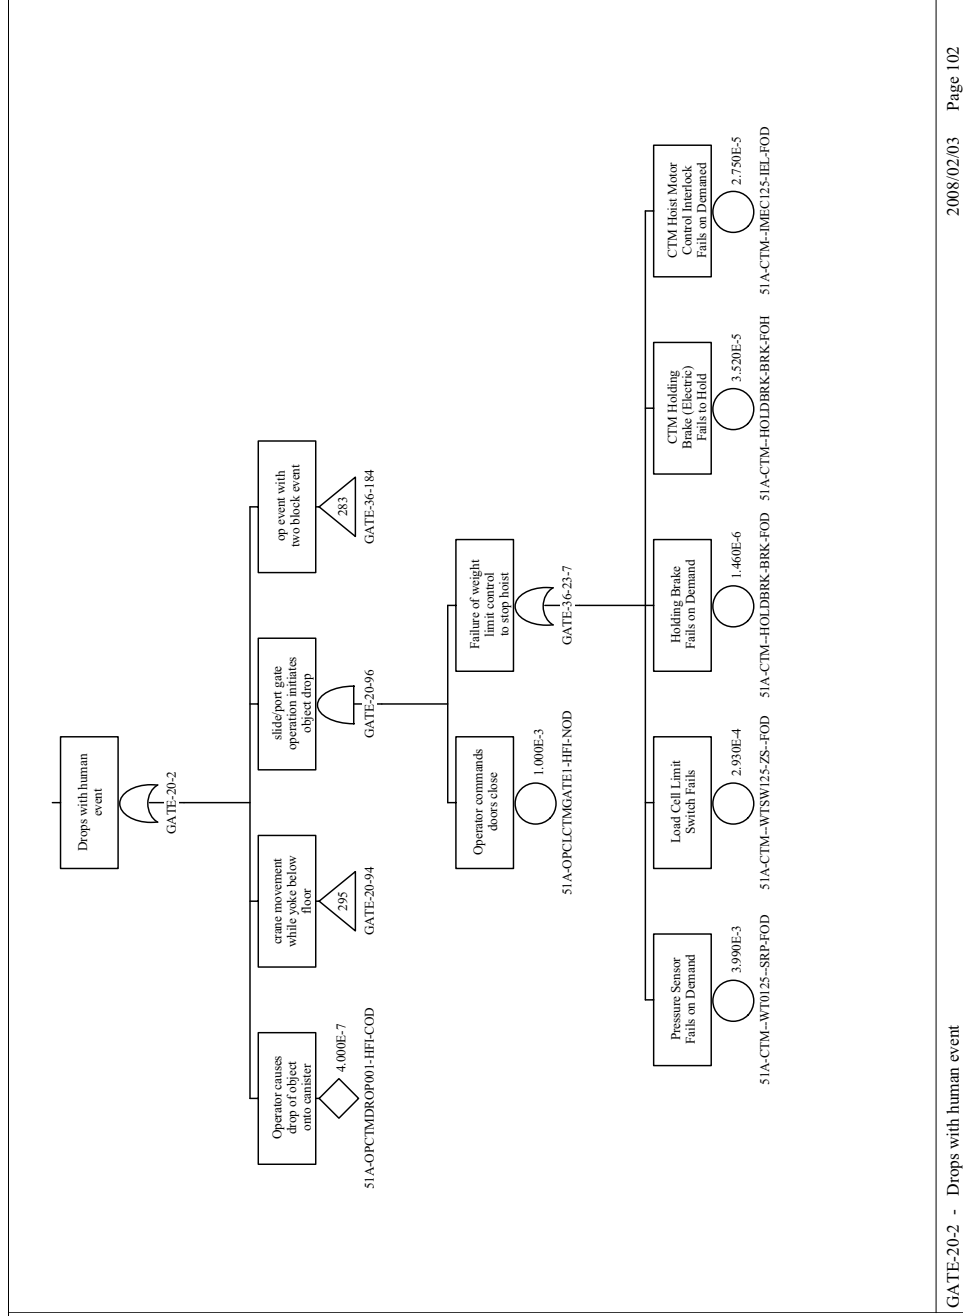 Drops with human
event
GATE-20-2
Operator causes
drop of object
onto canister
4.000E-7
51A-OPCTMDROP001-HFI-COD
crane movement
while yoke below
floor
295
GATE-20-94
slide/port gate
operation initiates
object drop
GATE-20-96
op event with
two block event
283
GATE-36-184
Operator commands
doors close
1.000E-3
51A-OPCLCTMGATE1-HFI-NOD
Failure of weight
limit control
to stop hoist
GATE-36-23-7
Pressure Sensor
Fails on Demand
3.990E-3
51A-CTM--WT0125--SRP-FOD
Load Cell Limit
Switch Fails
2.930E-4
51A-CTM--WTSW125-ZS--FOD
Holding Brake
Fails on Demand
1.460E-6
51A-CTM--HOLDBRK-BRK-FOD
CTM Holding
Brake (Electric)
Fails to Hold
3.520E-5
51A-CTM--HOLDBRK-BRK-FOH
CTM Hoist Motor
Control Interlock
Fails on Demaned
2.750E-5
51A-CTM--IMEC125-IEL-FOD
GATE-20-2 - Drops with human event
2008/02/03 Page 102